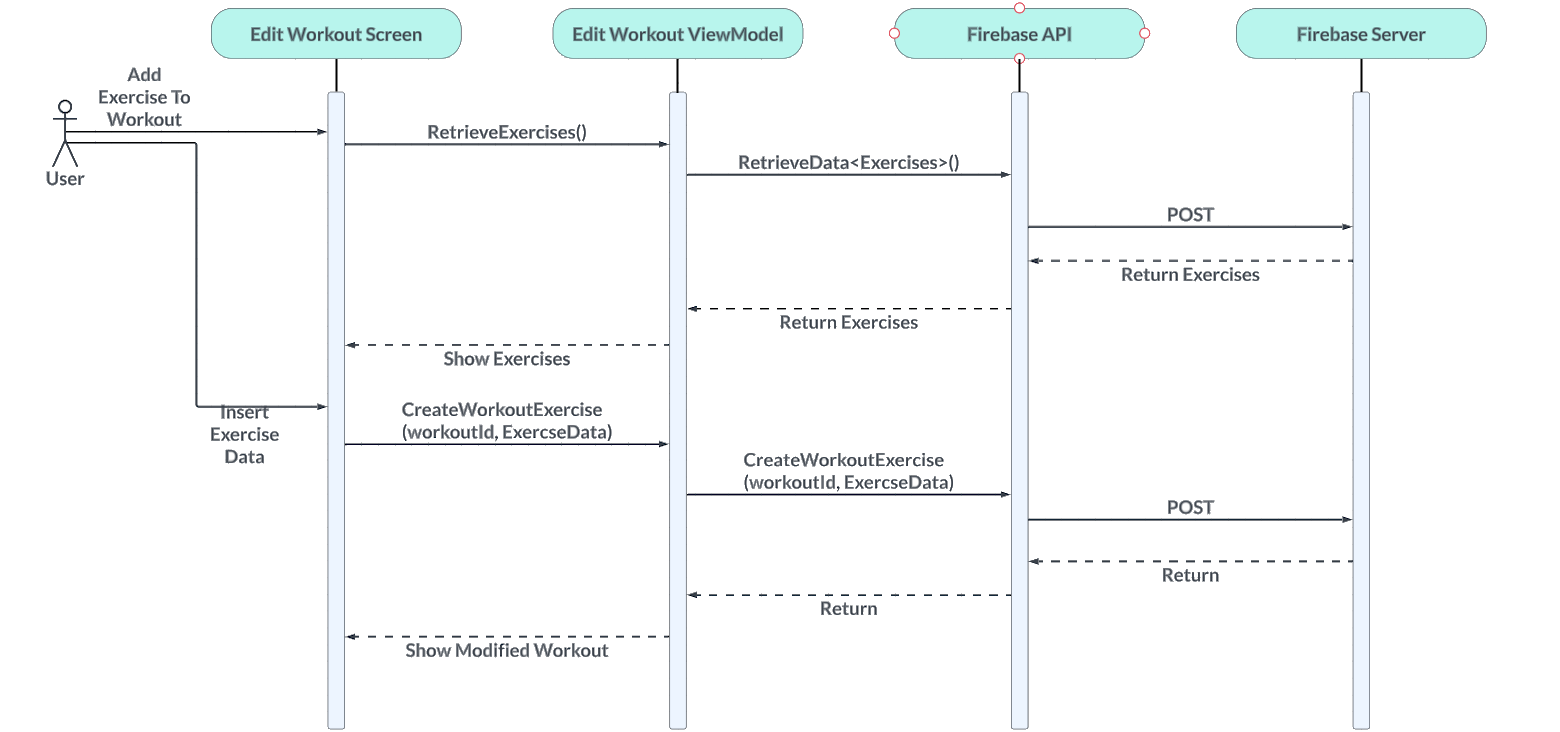 Edit Workout Screen
Edit Workout ViewModel
Firebase API
Firebase Server
Add
Exercise To
Workout
User
RetrieveExercises()
RetrieveData<Exercises>()
POST
Return Exercises
Return Exercises
Show Exercises
Insert
Exercise
Data
CreateWorkoutExercise
(workoutId, ExercseData)
CreateWorkoutExercise
(workoutId, ExercseData)
POST
Return
Return
Show Modified Workout